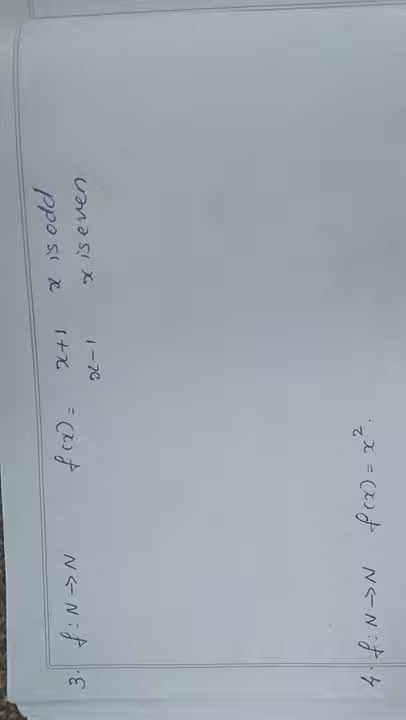 3. f: N→N f(x) = x+1 x is odd
x-1 x is even
4. f: N→N f(x) = x².